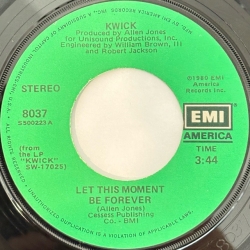 KWICK
Produced by Allen Jones
for Unisound Productions, Inc.
Engineered by William Brown, III
and Robert Jackson
STEREO
℗1980 EMI America
Records, Inc.
8037
EMI
AMERICA
(from
the LP
"KWICK"
SW-17025)
TIME
3:44
LET THIS MOMENT
BE FOREVER
(Allen Jones)
Cessess Publishing
Co. - BMI